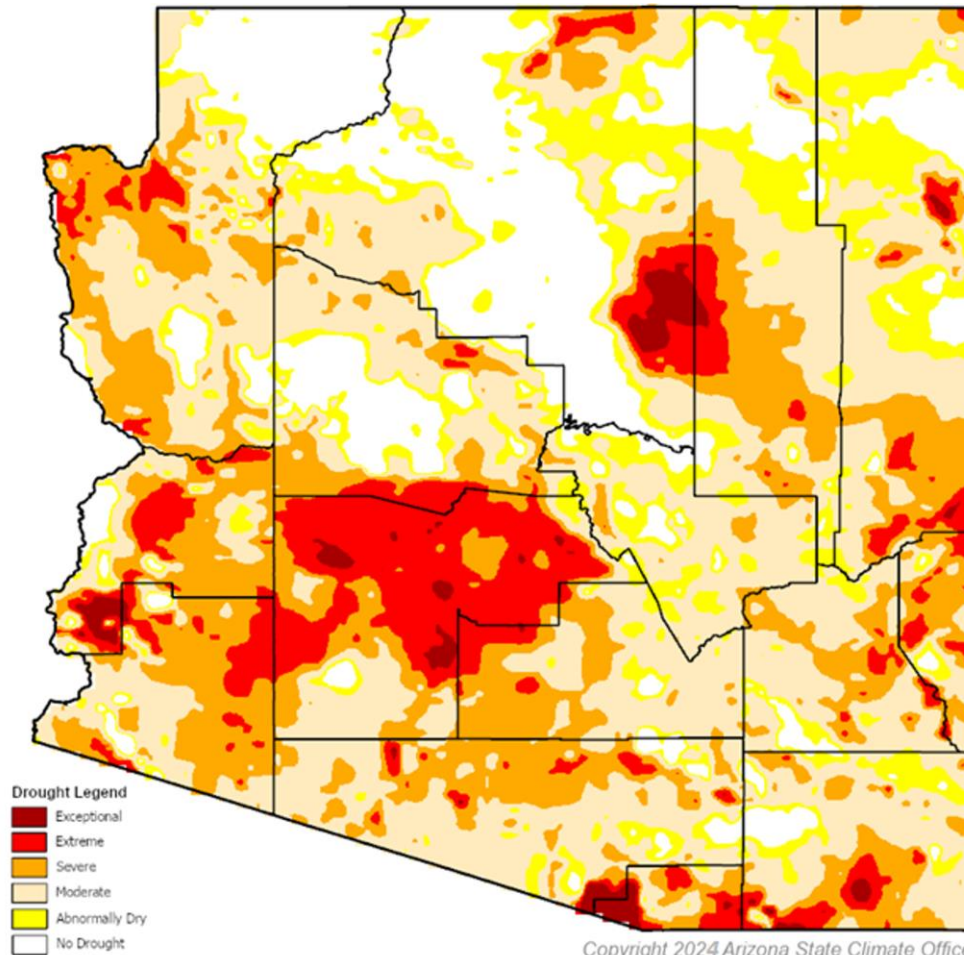 Drought Legend
Exceptional
Extreme
Severe
Moderate
Abnormally Dry
No Drought
Copyright 2024 Arizona State Climate Office